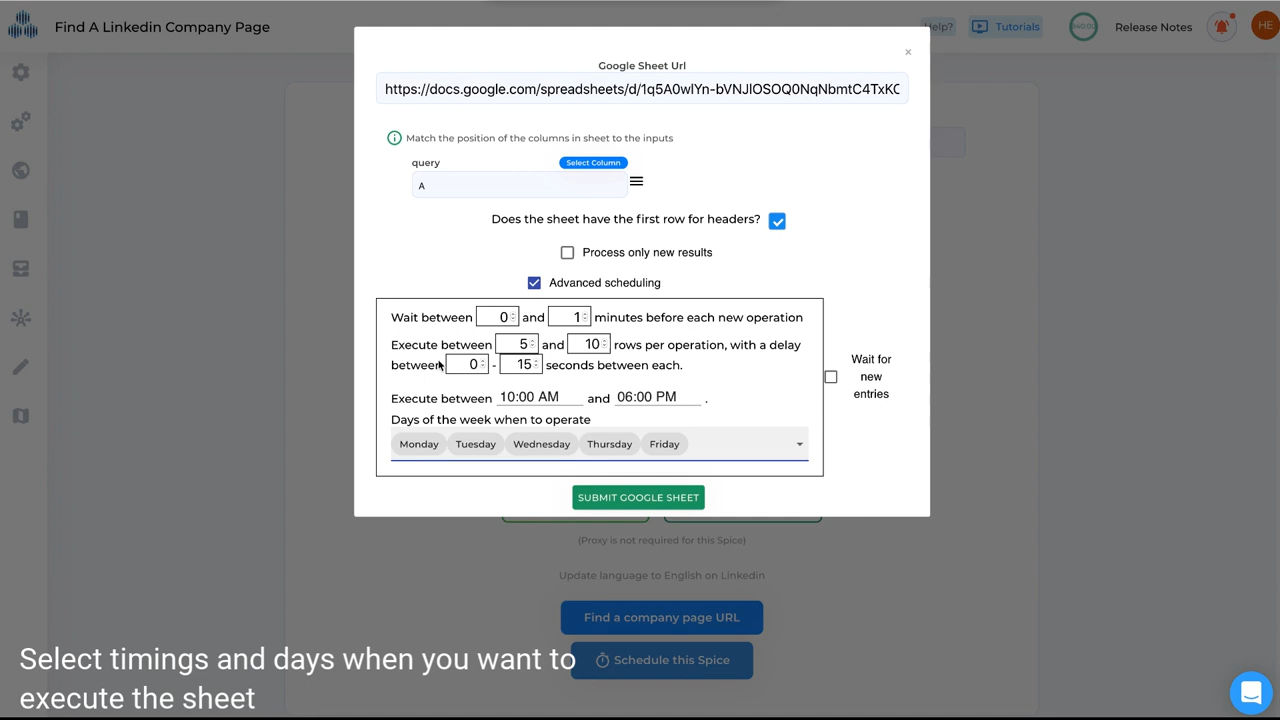 Find A Linkedin Company Page
Help?
Tutorials
Release Notes
HE
×
Google Sheet Url
https://docs.google.com/spreadsheets/d/1q5A0wlYn-bVNJIOSOQ0NqNbmtC4TxKC
Match the position of the columns in sheet to the inputs
query
Select Column
A
Does the sheet have the first row for headers?
Process only new results
Advanced scheduling
Wait between 0 and 1 minutes before each new operation
Execute between 5 and 10 rows per operation, with a delay
between 0 - 15 seconds between each.
Execute between 10:00 AM and 06:00 PM .
Days of the week when to operate
Monday Tuesday Wednesday Thursday Friday
Wait for
new
entries
SUBMIT GOOGLE SHEET
(Proxy is not required for this Spice)
Update language to English on Linkedin
Find a company page URL
Schedule this Spice
Select timings and days when you want to
execute the sheet